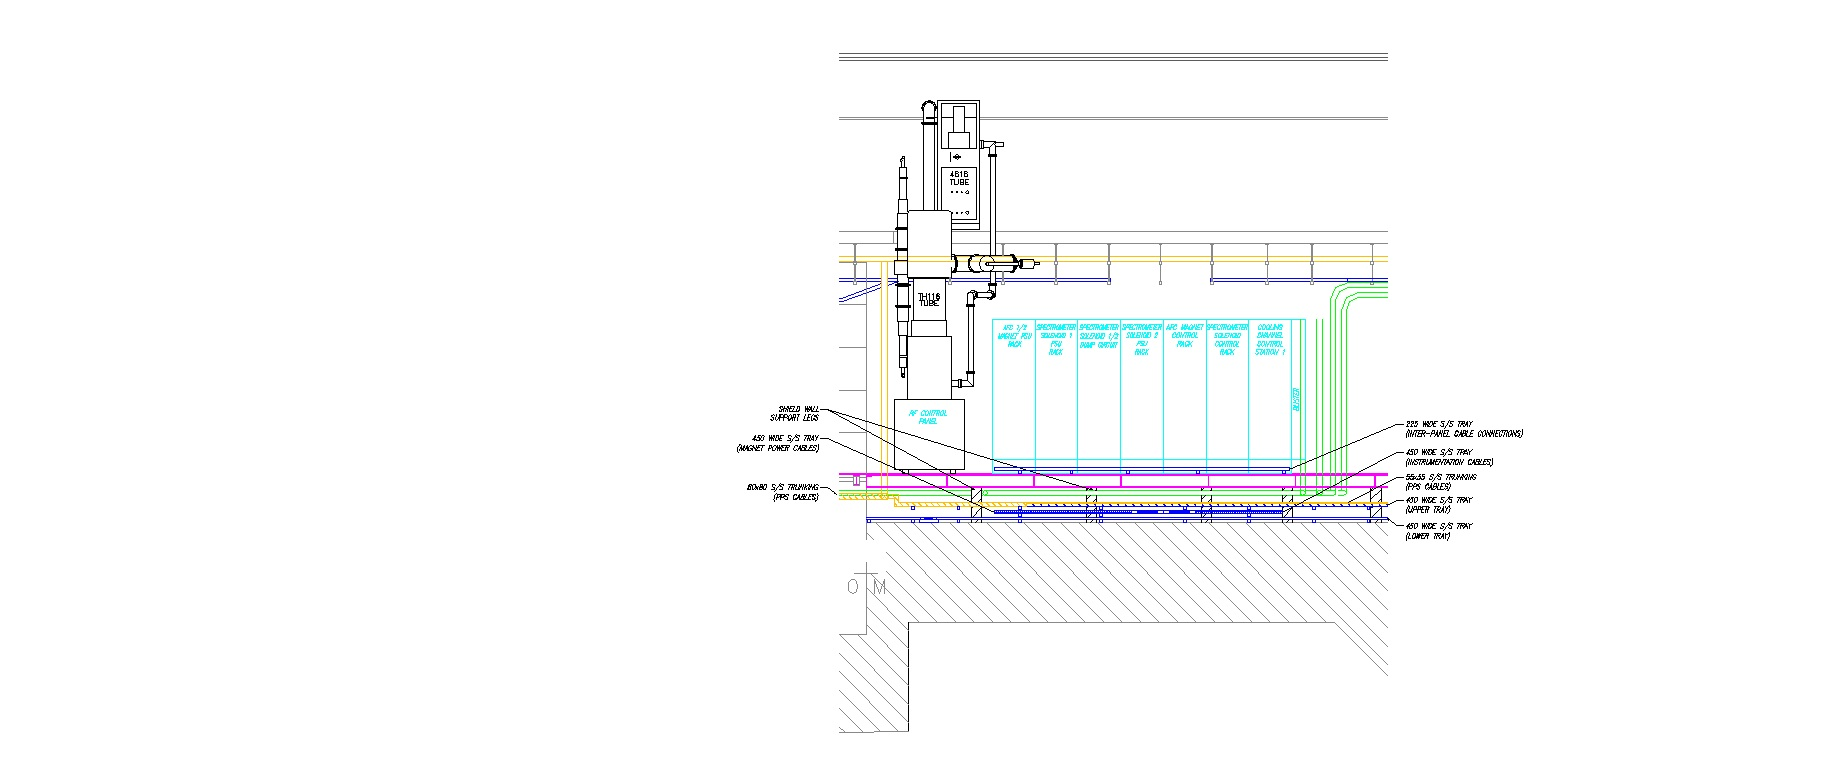 4616
TUBE
TH116
TUBE
AFC 1/2
MAGNET PSU
RACK
SPECTROMETER
SOLENOID 1
PSU
RACK
SPECTROMETER
SOLENOID 1/2
DUMP CIRCUIT
SPECTROMETER
SOLENOID 2
PSU
RACK
AFC MAGNET
CONTROL
RACK
SPECTROMETER
SOLENOID
CONTROL
RACK
COOLING
CHANNEL
CONTROL
STATION 1
RF CONTROL
PANEL
SHIELD WALL
SUPPORT LEGS
450 WIDE S/S TRAY
(MAGNET POWER CABLES)
80x80 S/S TRUNKING
(PPS CABLES)
225 WIDE S/S TRAY
(INTER-PANEL CABLE CONNECTIONS)
450 WIDE S/S TRAY
(INSTRUMENTATION CABLES)
55x55 S/S TRUNKING
(PPS CABLES)
450 WIDE S/S TRAY
(UPPER TRAY)
450 WIDE S/S TRAY
(LOWER TRAY)
O M